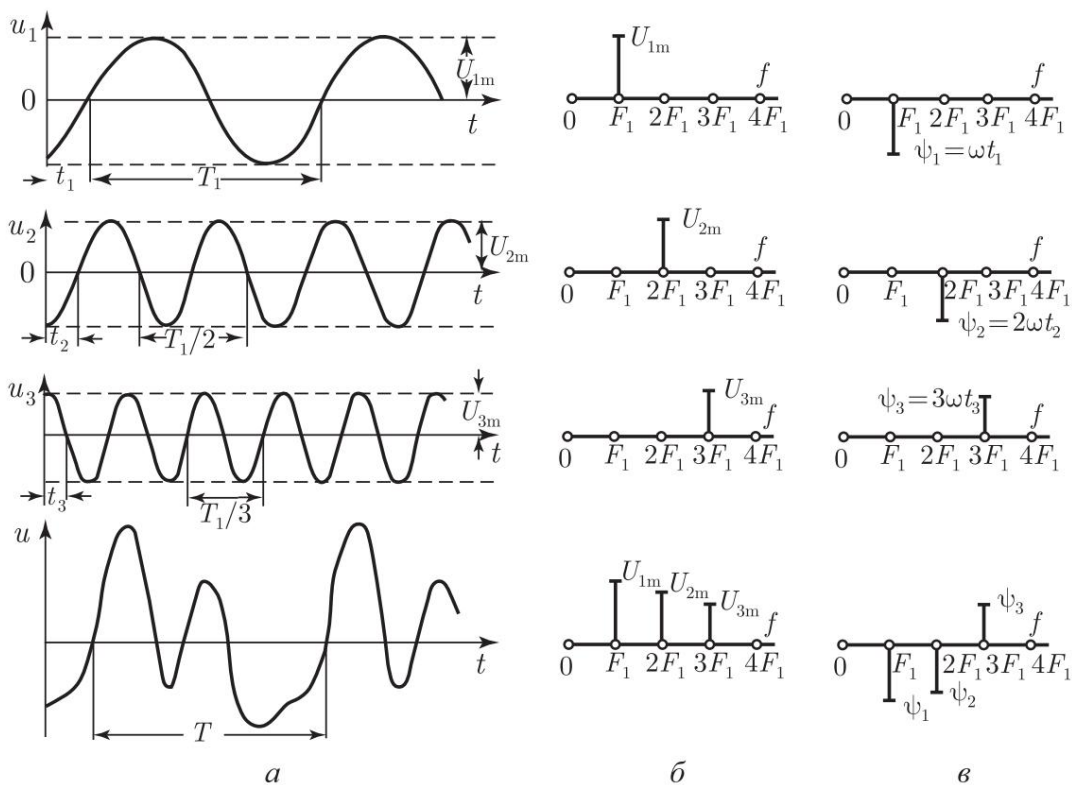 u₁
U₁ₘ
0
t
t₁
T₁
U₁ₘ
f
0 F₁ 2F₁ 3F₁ 4F₁
f
0 F₁ 2F₁ 3F₁ 4F₁
ψ₁=ωt₁
u₂
U₂ₘ
0
t
t₂
T₁/2
U₂ₘ
f
0 F₁ 2F₁ 3F₁ 4F₁
f
0 F₁ 2F₁ 3F₁ 4F₁
ψ₂=2ωt₂
u₃
U₃ₘ
t
t₃
T₁/3
U₃ₘ
f
0 F₁ 2F₁ 3F₁ 4F₁
ψ₃=3ωt₃
f
0 F₁ 2F₁ 3F₁ 4F₁
u
t
T
U₁ₘ U₂ₘ U₃ₘ
f
0 F₁ 2F₁ 3F₁ 4F₁
ψ₃
f
0 F₁ 2F₁ 3F₁ 4F₁
ψ₁ ψ₂
а б в